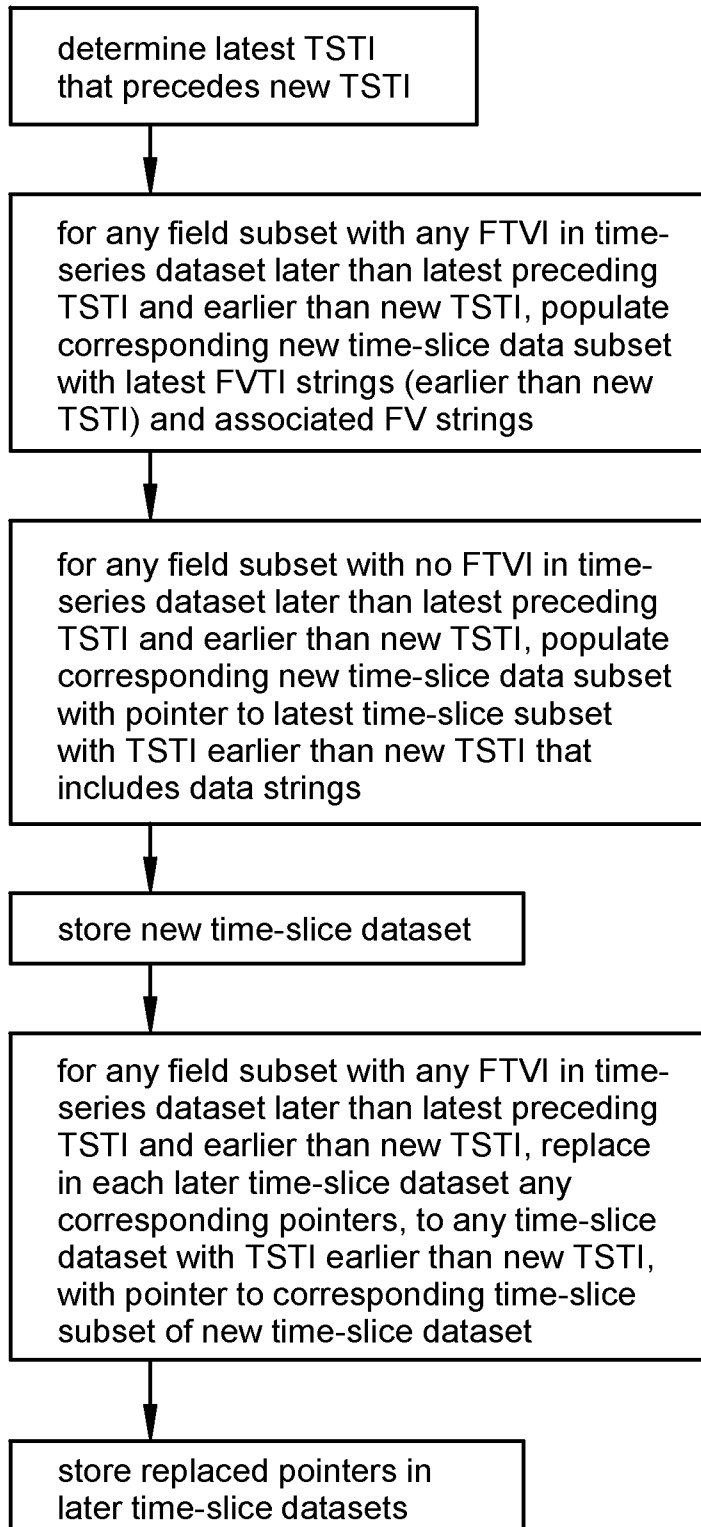 determine latest TSTI
that precedes new TSTI
for any field subset with any FTVI in time-
series dataset later than latest preceding
TSTI and earlier than new TSTI, populate
corresponding new time-slice data subset
with latest FVTI strings (earlier than new
TSTI) and associated FV strings
for any field subset with no FTVI in time-
series dataset later than latest preceding
TSTI and earlier than new TSTI, populate
corresponding new time-slice data subset
with pointer to latest time-slice subset
with TSTI earlier than new TSTI that
includes data strings
store new time-slice dataset
for any field subset with any FTVI in time-
series dataset later than latest preceding
TSTI and earlier than new TSTI, replace
in each later time-slice dataset any
corresponding pointers, to any time-slice
dataset with TSTI earlier than new TSTI,
with pointer to corresponding time-slice
subset of new time-slice dataset
store replaced pointers in
later time-slice datasets